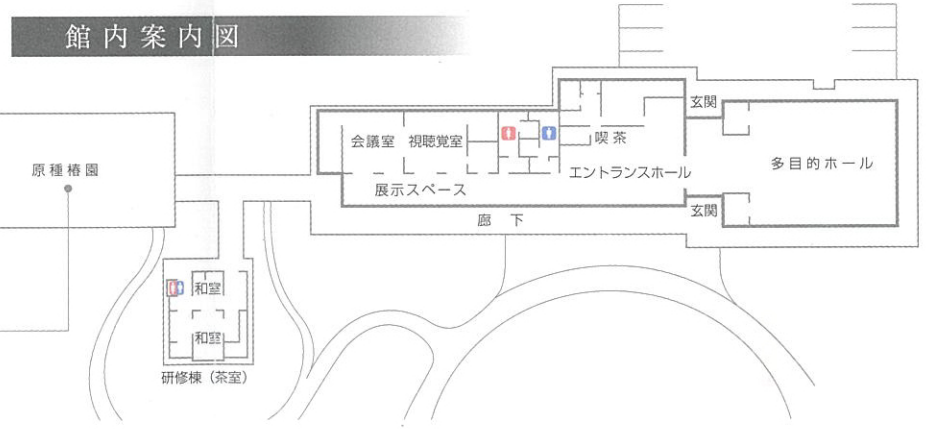 館内案内図
原種椿園
会議室
視聴覚室
展示スペース
喫茶
エントランスホール
玄関
玄関
多目的ホール
廊下
和室
和室
研修棟（茶室）